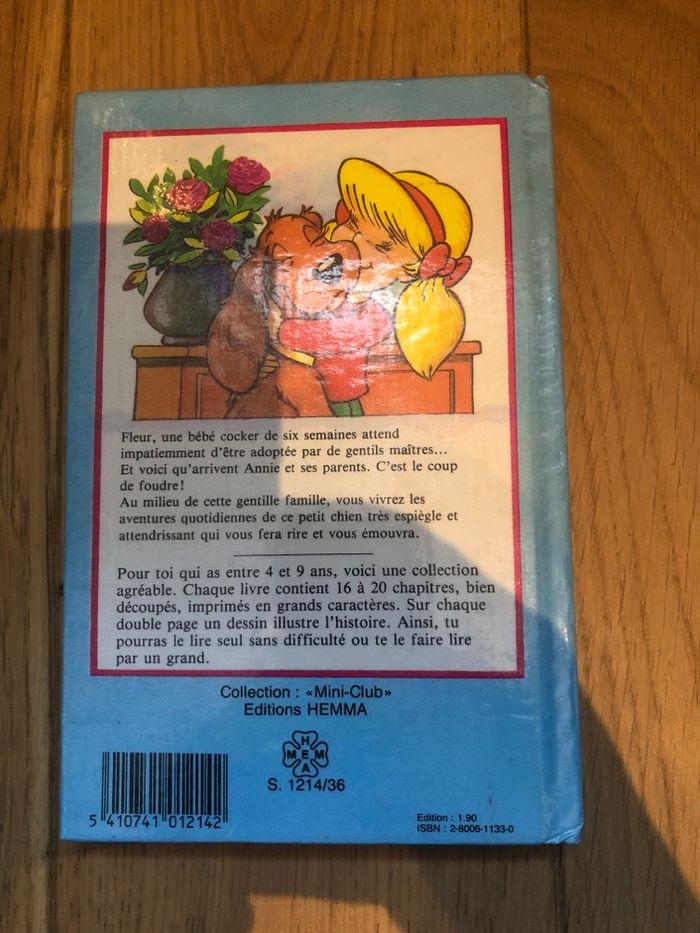 Fleur, une bébé cocker de six semaines attend
impatiemment d'être adoptée par de gentils maîtres...
Et voici qu'arrivent Annie et ses parents. C'est le coup
de foudre!
Au milieu de cette gentille famille, vous vivrez les
aventures quotidiennes de ce petit chien très espiègle et
attendrissant qui vous fera rire et vous émouvra.
Pour toi qui as entre 4 et 9 ans, voici une collection
agréable. Chaque livre contient 16 à 20 chapitres, bien
découpés, imprimés en grands caractères. Sur chaque
double page un dessin illustre l'histoire. Ainsi, tu
pourras le lire seul sans difficulté ou te le faire lire
par un grand.
Collection : «Mini-Club»
Editions HEMMA
HEMMA
S. 1214/36
5 410741 012142
Edition : 1.90
ISBN : 2-8006-1133-0